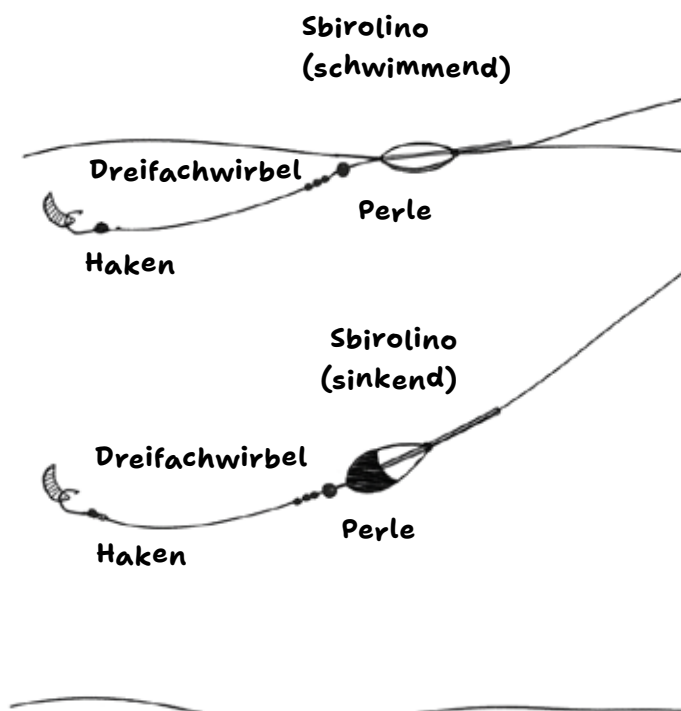 Sbirolino
(schwimmend)
Dreifachwirbel
Perle
Haken
Sbirolino
(sinkend)
Dreifachwirbel
Perle
Haken